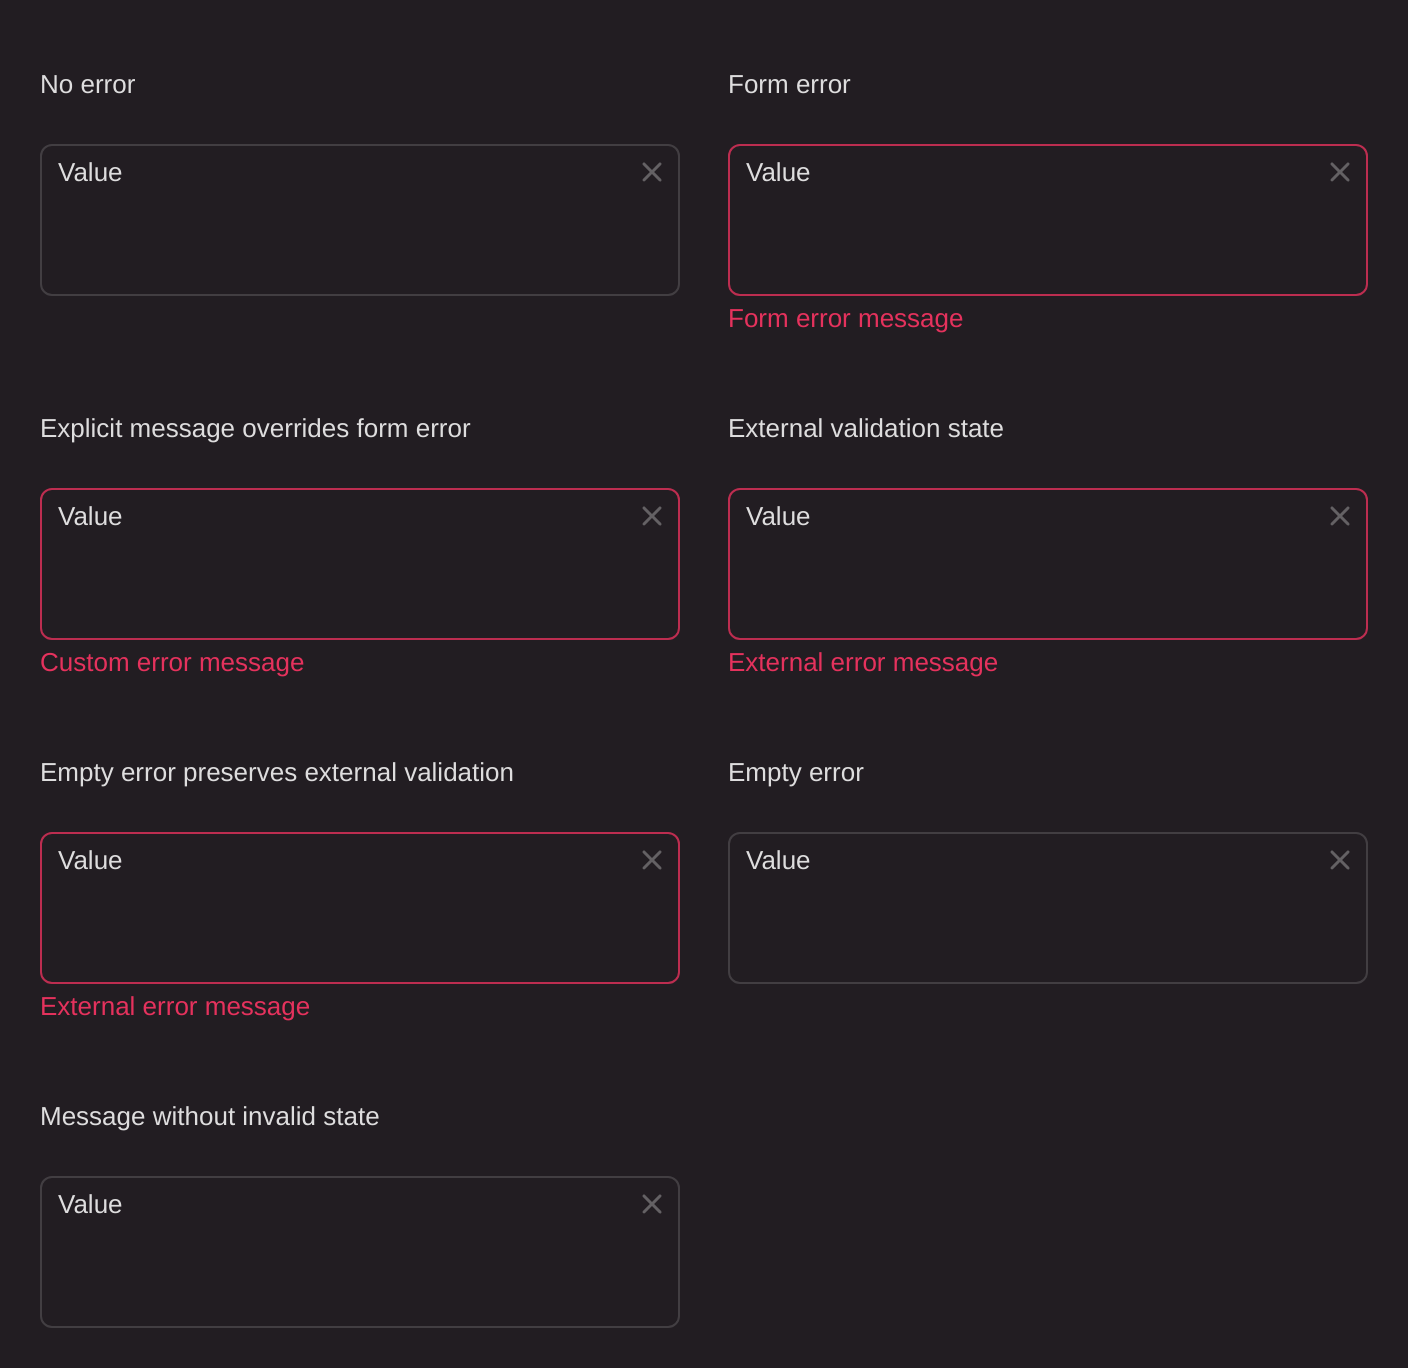 No error
Value
Form error
Value
Form error message
Explicit message overrides form error
Value
Custom error message
External validation state
Value
External error message
Empty error preserves external validation
Value
External error message
Empty error
Value
Message without invalid state
Value